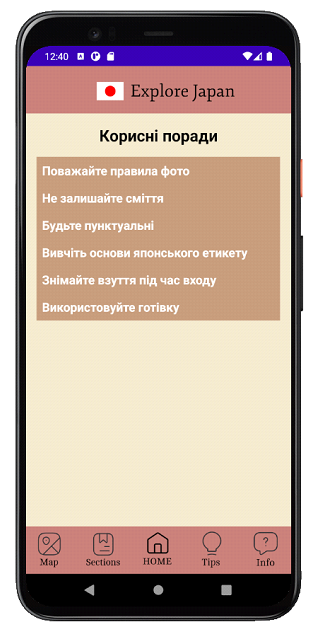 12:40
Explore Japan
Корисні поради
Поважайте правила фото
Не залишайте сміття
Будьте пунктуальні
Вивчіть основи японського етикету
Знімайте взуття під час входу
Використовуйте готівку
Map Sections HOME Tips Info